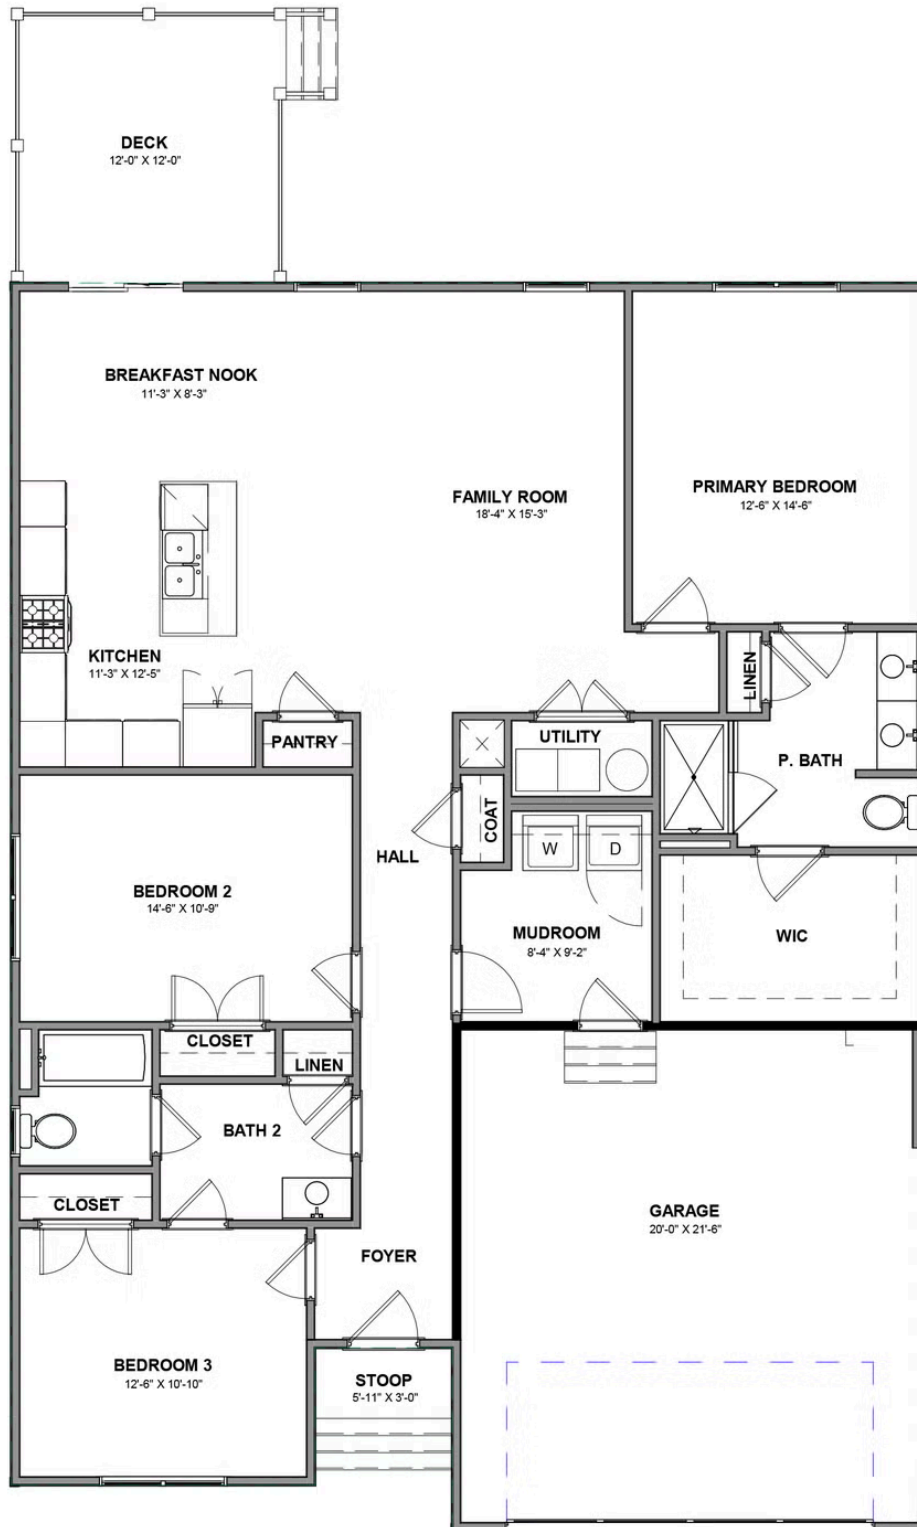 DECK
12'-0" X 12'-0"
BREAKFAST NOOK
11'-3" X 8'-3"
FAMILY ROOM
18'-4" X 15'-3"
PRIMARY BEDROOM
12'-6" X 14'-6"
KITCHEN
11'-3" X 12'-5"
LINEN
PANTRY
UTILITY
P. BATH
COAT
HALL
W
D
BEDROOM 2
14'-6" X 10'-9"
MUDROOM
8'-4" X 9'-2"
WIC
CLOSET
LINEN
BATH 2
CLOSET
GARAGE
20'-0" X 21'-6"
FOYER
BEDROOM 3
12'-6" X 10'-10"
STOOP
5'-11" X 3'-0"